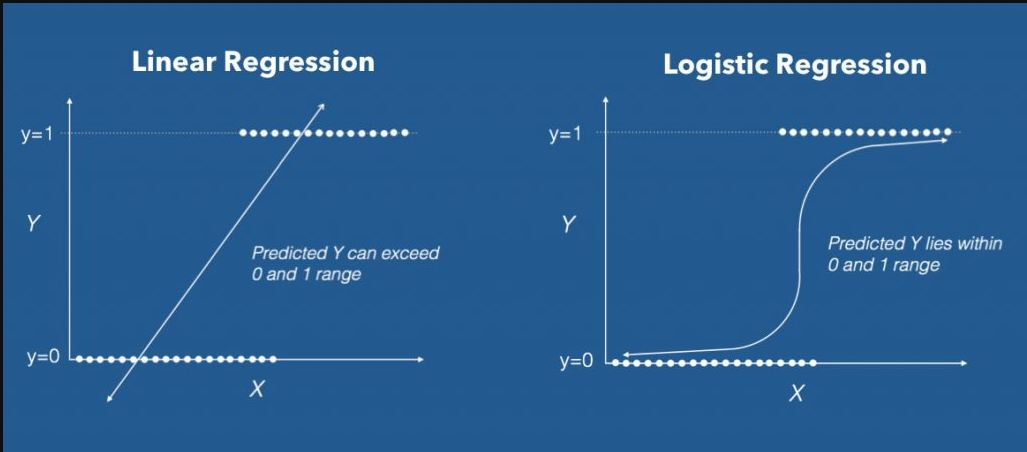 Linear Regression
y=1
Y
Predicted Y can exceed
0 and 1 range
y=0
X
Logistic Regression
y=1
Y
Predicted Y lies within
0 and 1 range
y=0
X